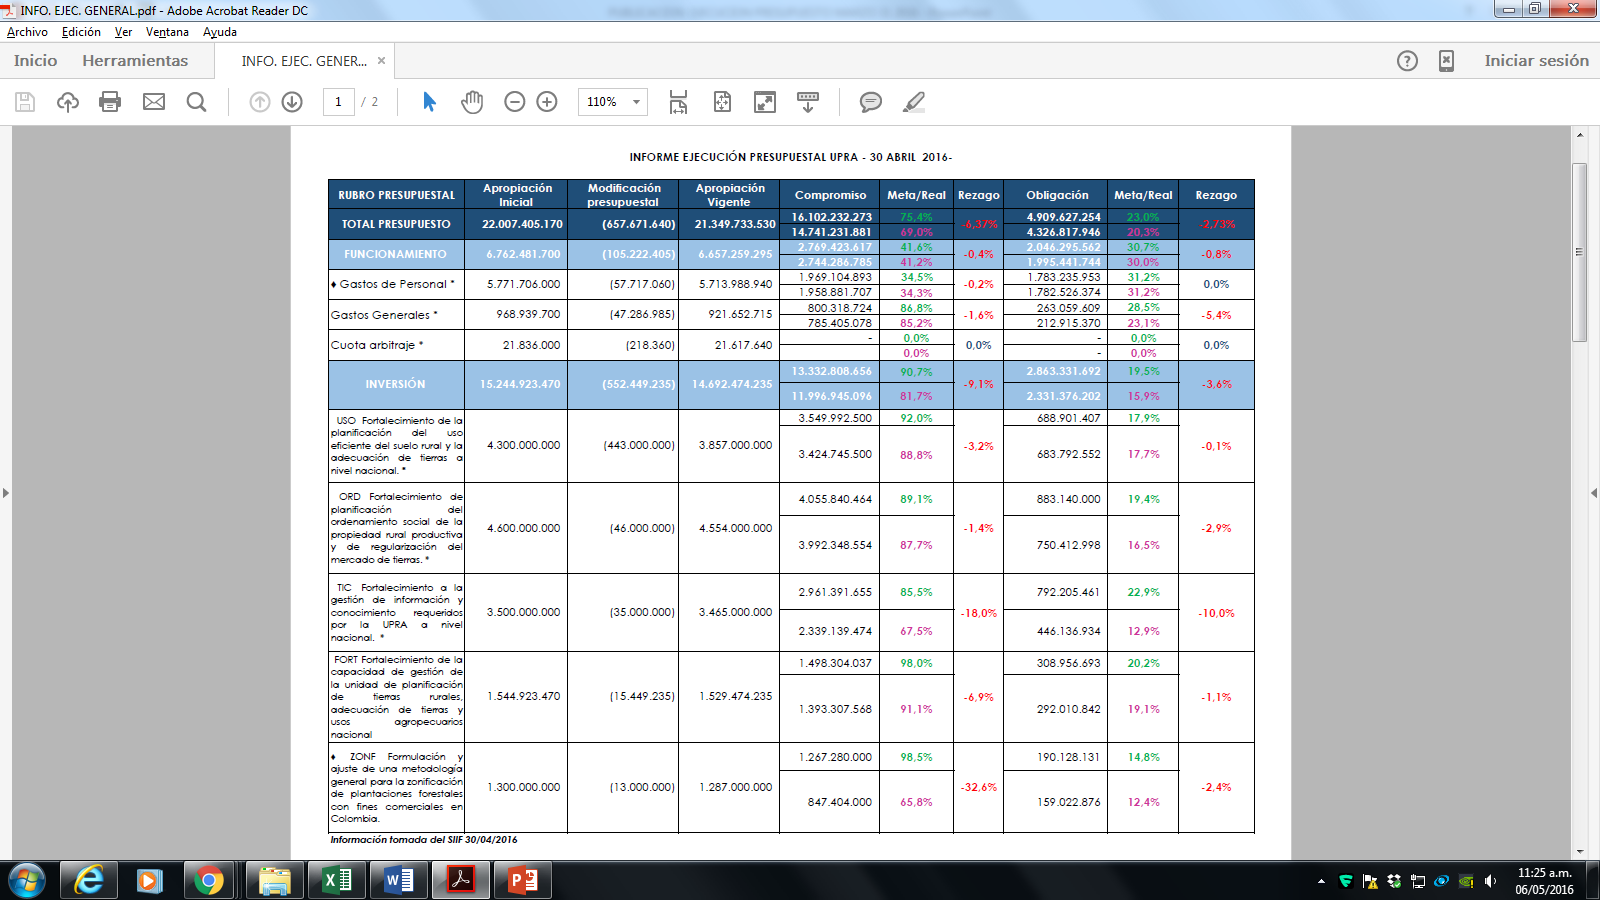 INFO. EJEC. GENERAL.pdf - Adobe Acrobat Reader DC
Archivo Edición Ver Ventana Ayuda
Inicio Herramientas INFO. EJEC. GENER... × Iniciar sesión
1 / 2 110%
INFORME EJECUCIÓN PRESUPUESTAL UPRA - 30 ABRIL 2016-
RUBRO PRESUPUESTAL Apropiación Inicial Modificación presupuestal Apropiación Vigente Compromiso Meta/Real Rezago Obligación Meta/Real Rezago
TOTAL PRESUPUESTO 22.007.405.170 (657.671.640) 21.349.733.530 16.102.232.273 75,4% -6,37% 4.909.627.254 23,0% -2,73%
14.741.231.881 69,0% 4.326.817.946 20,3%
FUNCIONAMIENTO 6.762.481.700 (105.222.405) 6.657.259.295 2.769.423.617 41,6% -0,4% 2.046.295.562 30,7% -0,8%
2.744.286.785 41,2% 1.995.441.744 30,0%
♦ Gastos de Personal * 5.771.706.000 (57.717.060) 5.713.988.940 1.969.104.893 34,5% -0,2% 1.783.235.953 31,2% 0,0%
1.958.881.707 34,3% 1.782.526.374 31,2%
Gastos Generales * 968.939.700 (47.286.985) 921.652.715 800.318.724 86,8% -1,6% 263.059.609 28,5% -5,4%
785.405.078 85,2% 212.915.370 23,1%
Cuota arbitraje * 21.836.000 (218.360) 21.617.640 - 0,0% 0,0% - 0,0% 0,0%
0,0% - 0,0%
INVERSIÓN 15.244.923.470 (552.449.235) 14.692.474.235 13.332.808.656 90,7% -9,1% 2.863.331.692 19,5% -3,6%
11.996.945.096 81,7% 2.331.376.202 15,9%
USO Fortalecimiento de la
planificación del uso
eficiente del suelo rural y la
adecuación de tierras a
nivel nacional. *
4.300.000.000 (443.000.000) 3.857.000.000 3.549.992.500 92,0% -3,2% 688.901.407 17,9% -0,1%
3.424.745.500 88,8% 683.792.552 17,7%
ORD Fortalecimiento de
planificación del
ordenamiento social de la
propiedad rural productiva
y de regularización del
mercado de tierras. *
4.600.000.000 (46.000.000) 4.554.000.000 4.055.840.464 89,1% -1,4% 883.140.000 19,4% -2,9%
3.992.348.554 87,7% 750.412.998 16,5%
TIC Fortalecimiento a la
gestión de información y
conocimiento requeridos
por la UPRA a nivel
nacional. *
3.500.000.000 (35.000.000) 3.465.000.000 2.961.391.655 85,5% -18,0% 792.205.461 22,9% -10,0%
2.339.139.474 67,5% 446.136.934 12,9%
FORT Fortalecimiento de la
capacidad de gestión de
la unidad de planificación
de tierras rurales,
adecuación de tierras y
usos agropecuarios
nacional
1.544.923.470 (15.449.235) 1.529.474.235 1.498.304.037 98,0% -6,9% 308.956.693 20,2% -1,1%
1.393.307.568 91,1% 292.010.842 19,1%
♦ ZONF Formulación y
ajuste de una metodología
general para la zonificación
de plantaciones forestales
con fines comerciales en
Colombia.
1.300.000.000 (13.000.000) 1.287.000.000 1.267.280.000 98,5% -32,6% 190.128.131 14,8% -2,4%
847.404.000 65,8% 159.022.876 12,4%
Información tomada del SIIF 30/04/2016
11:25 a.m.
06/05/2016